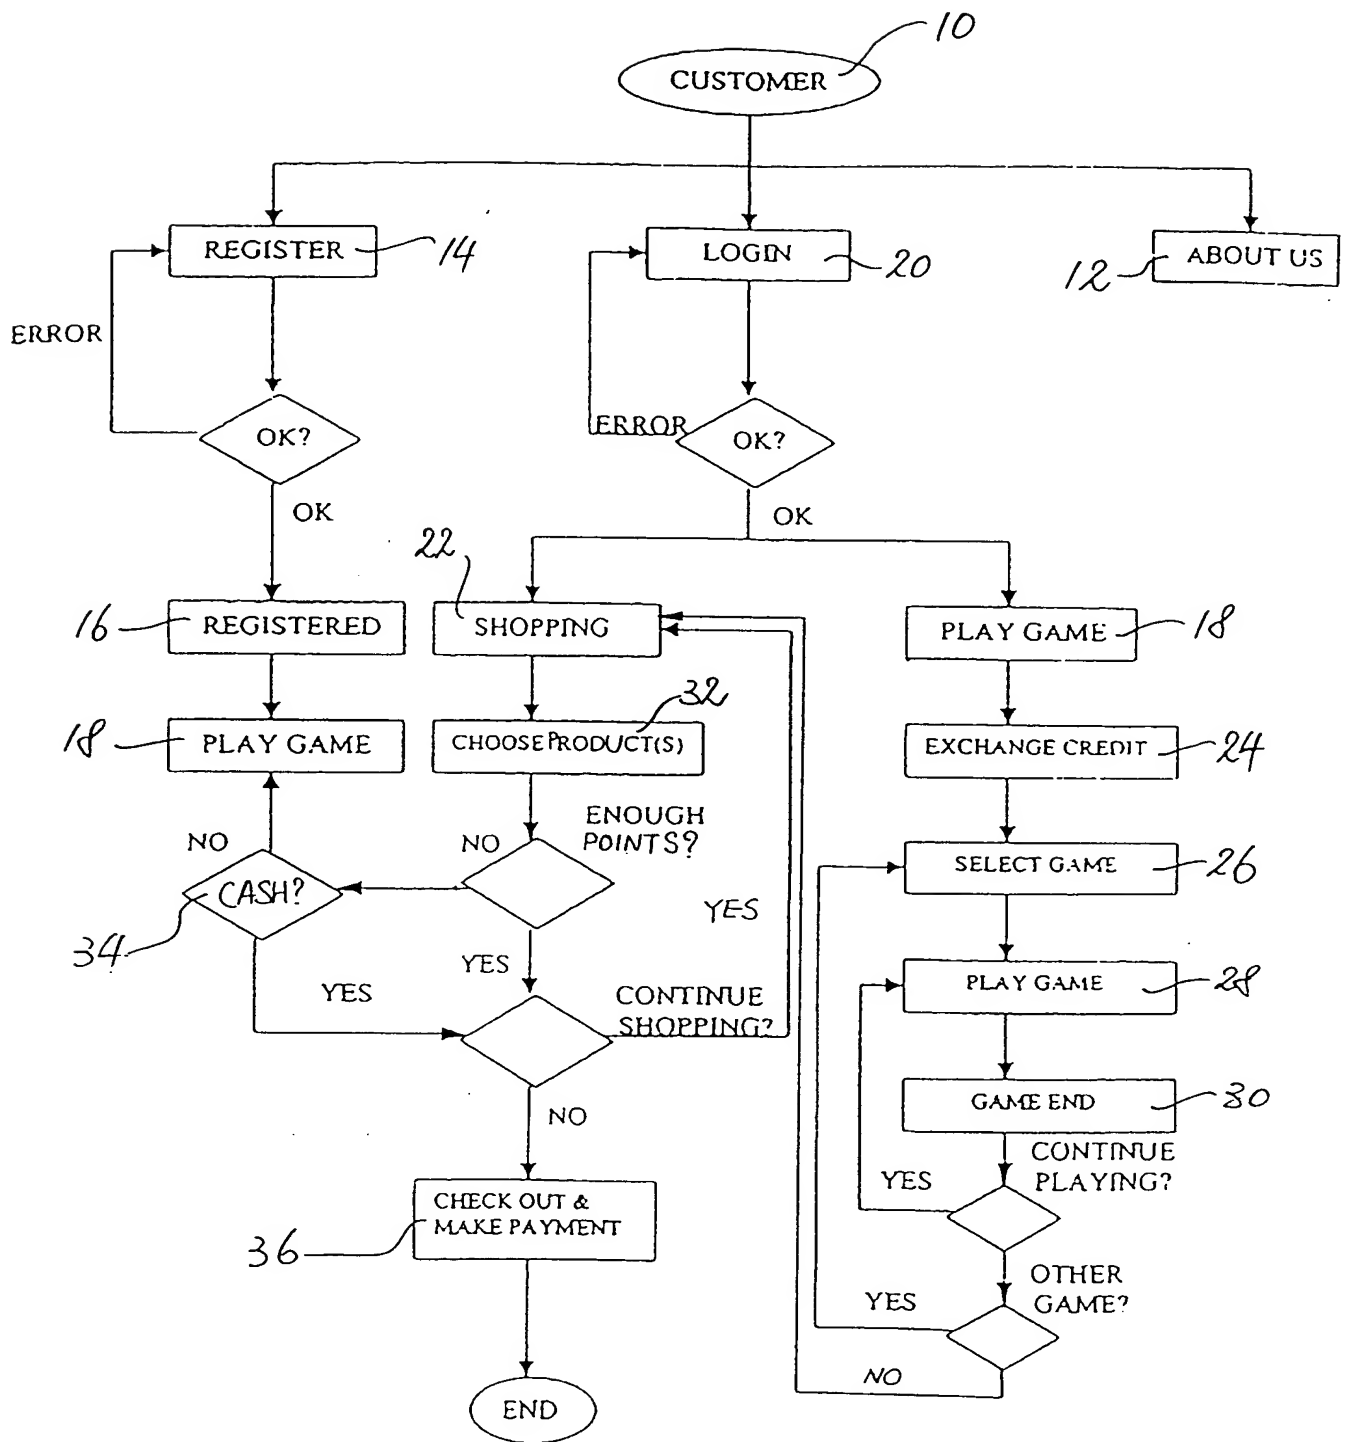 10
CUSTOMER
REGISTER
14
LOGIN
20
12
ABOUT US
ERROR
OK?
ERROR
OK?
OK
OK
22
16
REGISTERED
SHOPPING
PLAY GAME
18
32
18
PLAY GAME
CHOOSE PRODUCT(S)
EXCHANGE CREDIT
24
ENOUGH
POINTS?
NO
NO
SELECT GAME
26
CASH?
YES
34
YES
YES
PLAY GAME
28
CONTINUE
SHOPPING?
GAME END
30
NO
CONTINUE
PLAYING?
YES
CHECK OUT &
MAKE PAYMENT
36
OTHER
GAME?
YES
NO
END